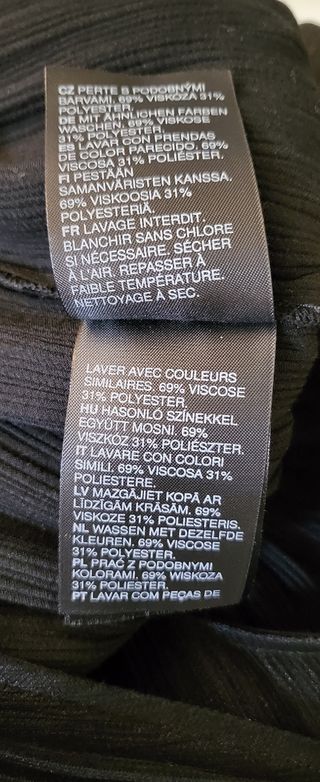 CZ PERTE S PODOBNÝMI
BARVAMI. 69% VISKÓZA 31%
POLYESTER.
DE MIT ÄHNLICHEN FARBEN
WASCHEN. 69% VISKOSE
31% POLYESTER.
ES LAVAR CON PRENDAS
DE COLOR PARECIDO. 69%
VISCOSA 31% POLIÉSTER.
FI PESTÄÄN
SAMANVÄRISTEN KANSSA.
69% VISKOOSIA 31%
POLYESTERIÄ.
FR LAVAGE INTERDIT.
BLANCHIR SANS CHLORE
SI NÉCESSAIRE. SÉCHER
À L'AIR. REPASSER À
FAIBLE TEMPÉRATURE.
NETTOYAGE À SEC.
LAVER AVEC COULEURS
SIMILAIRES. 69% VISCOSE
31% POLYESTER.
HU HASONLÓ SZÍNEKKEL
EGYÜTT MOSNI. 69%
VISZKÓZ 31% POLIÉSZTER.
IT LAVARE CON COLORI
SIMILI. 69% VISCOSA 31%
POLIESTERE.
LV MAZGĀJIET KOPĀ AR
LĪDZĪGĀM KRĀSĀM. 69%
VISKOZE 31% POLIESTERIS.
NL WASSEN MET DEZELFDE
KLEUREN. 69% VISCOSE
31% POLYESTER.
PL PRAĆ Z PODOBNYMI
KOLORAMI. 69% WISKOZA
31% POLIESTER.
PT LAVAR COM PEÇAS DE